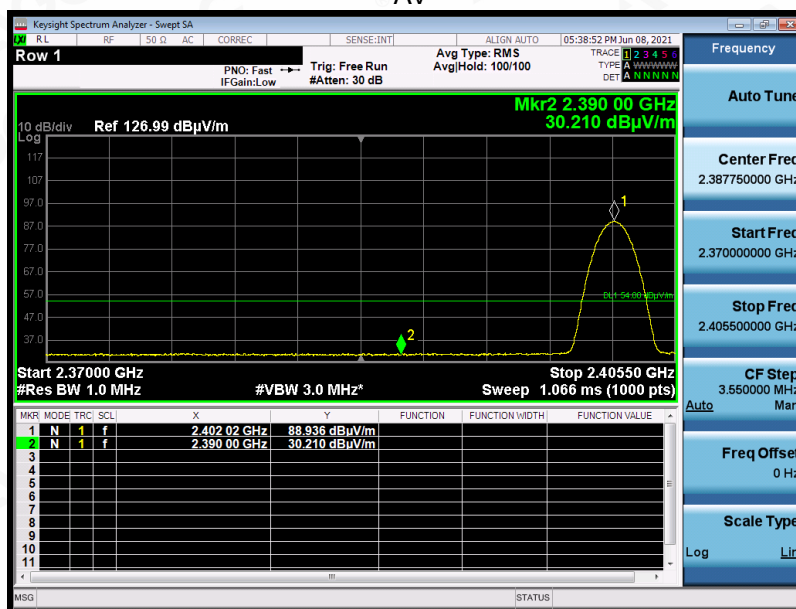 AV
Keysight Spectrum Analyzer - Swept SA
LXI RL RF 50 Ω AC CORREC SENSE:INT ALIGN AUTO 05:38:52 PM Jun 08, 2021
Row 1
PNO: Fast
IFGain:Low
Trig: Free Run
#Atten: 30 dB
Avg Type: RMS
Avg|Hold: 100/100
TRACE 1 2 3 4 5 6
TYPE A WWWWW
DET A N N N N N
Mkr2 2.390 00 GHz
30.210 dBµV/m
10 dB/div Ref 126.99 dBµV/m
Log
117
107
97.0
87.0
77.0
67.0
57.0
47.0
37.0
1
DL1 54.00 dBµV/m
2
Start 2.37000 GHz Stop 2.40550 GHz
#Res BW 1.0 MHz #VBW 3.0 MHz* Sweep 1.066 ms (1000 pts)
MKR MODE TRC SCL X Y FUNCTION FUNCTION WIDTH FUNCTION VALUE
1 N 1 f 2.402 02 GHz 88.936 dBµV/m
2 N 1 f 2.390 00 GHz 30.210 dBµV/m
3
4
5
6
7
8
9
10
11
MSG STATUS
Frequency
Auto Tune
Center Freq
2.387750000 GHz
Start Freq
2.370000000 GHz
Stop Freq
2.405500000 GHz
CF Step
3.550000 MHz
Auto Man
Freq Offset
0 Hz
Scale Type
Log Lin